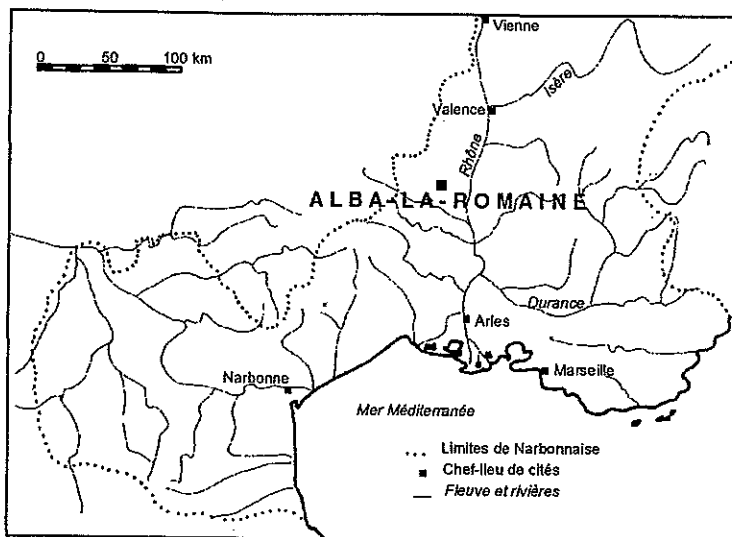 Vienne
0 50 100 km
Isère
Valence
Rhône
ALBA-LA-ROMAINE
Durance
Arles
Narbonne
Marseille
Mer Méditerranée
Limites de Narbonnaise
Chef-lieu de cités
Fleuve et rivières